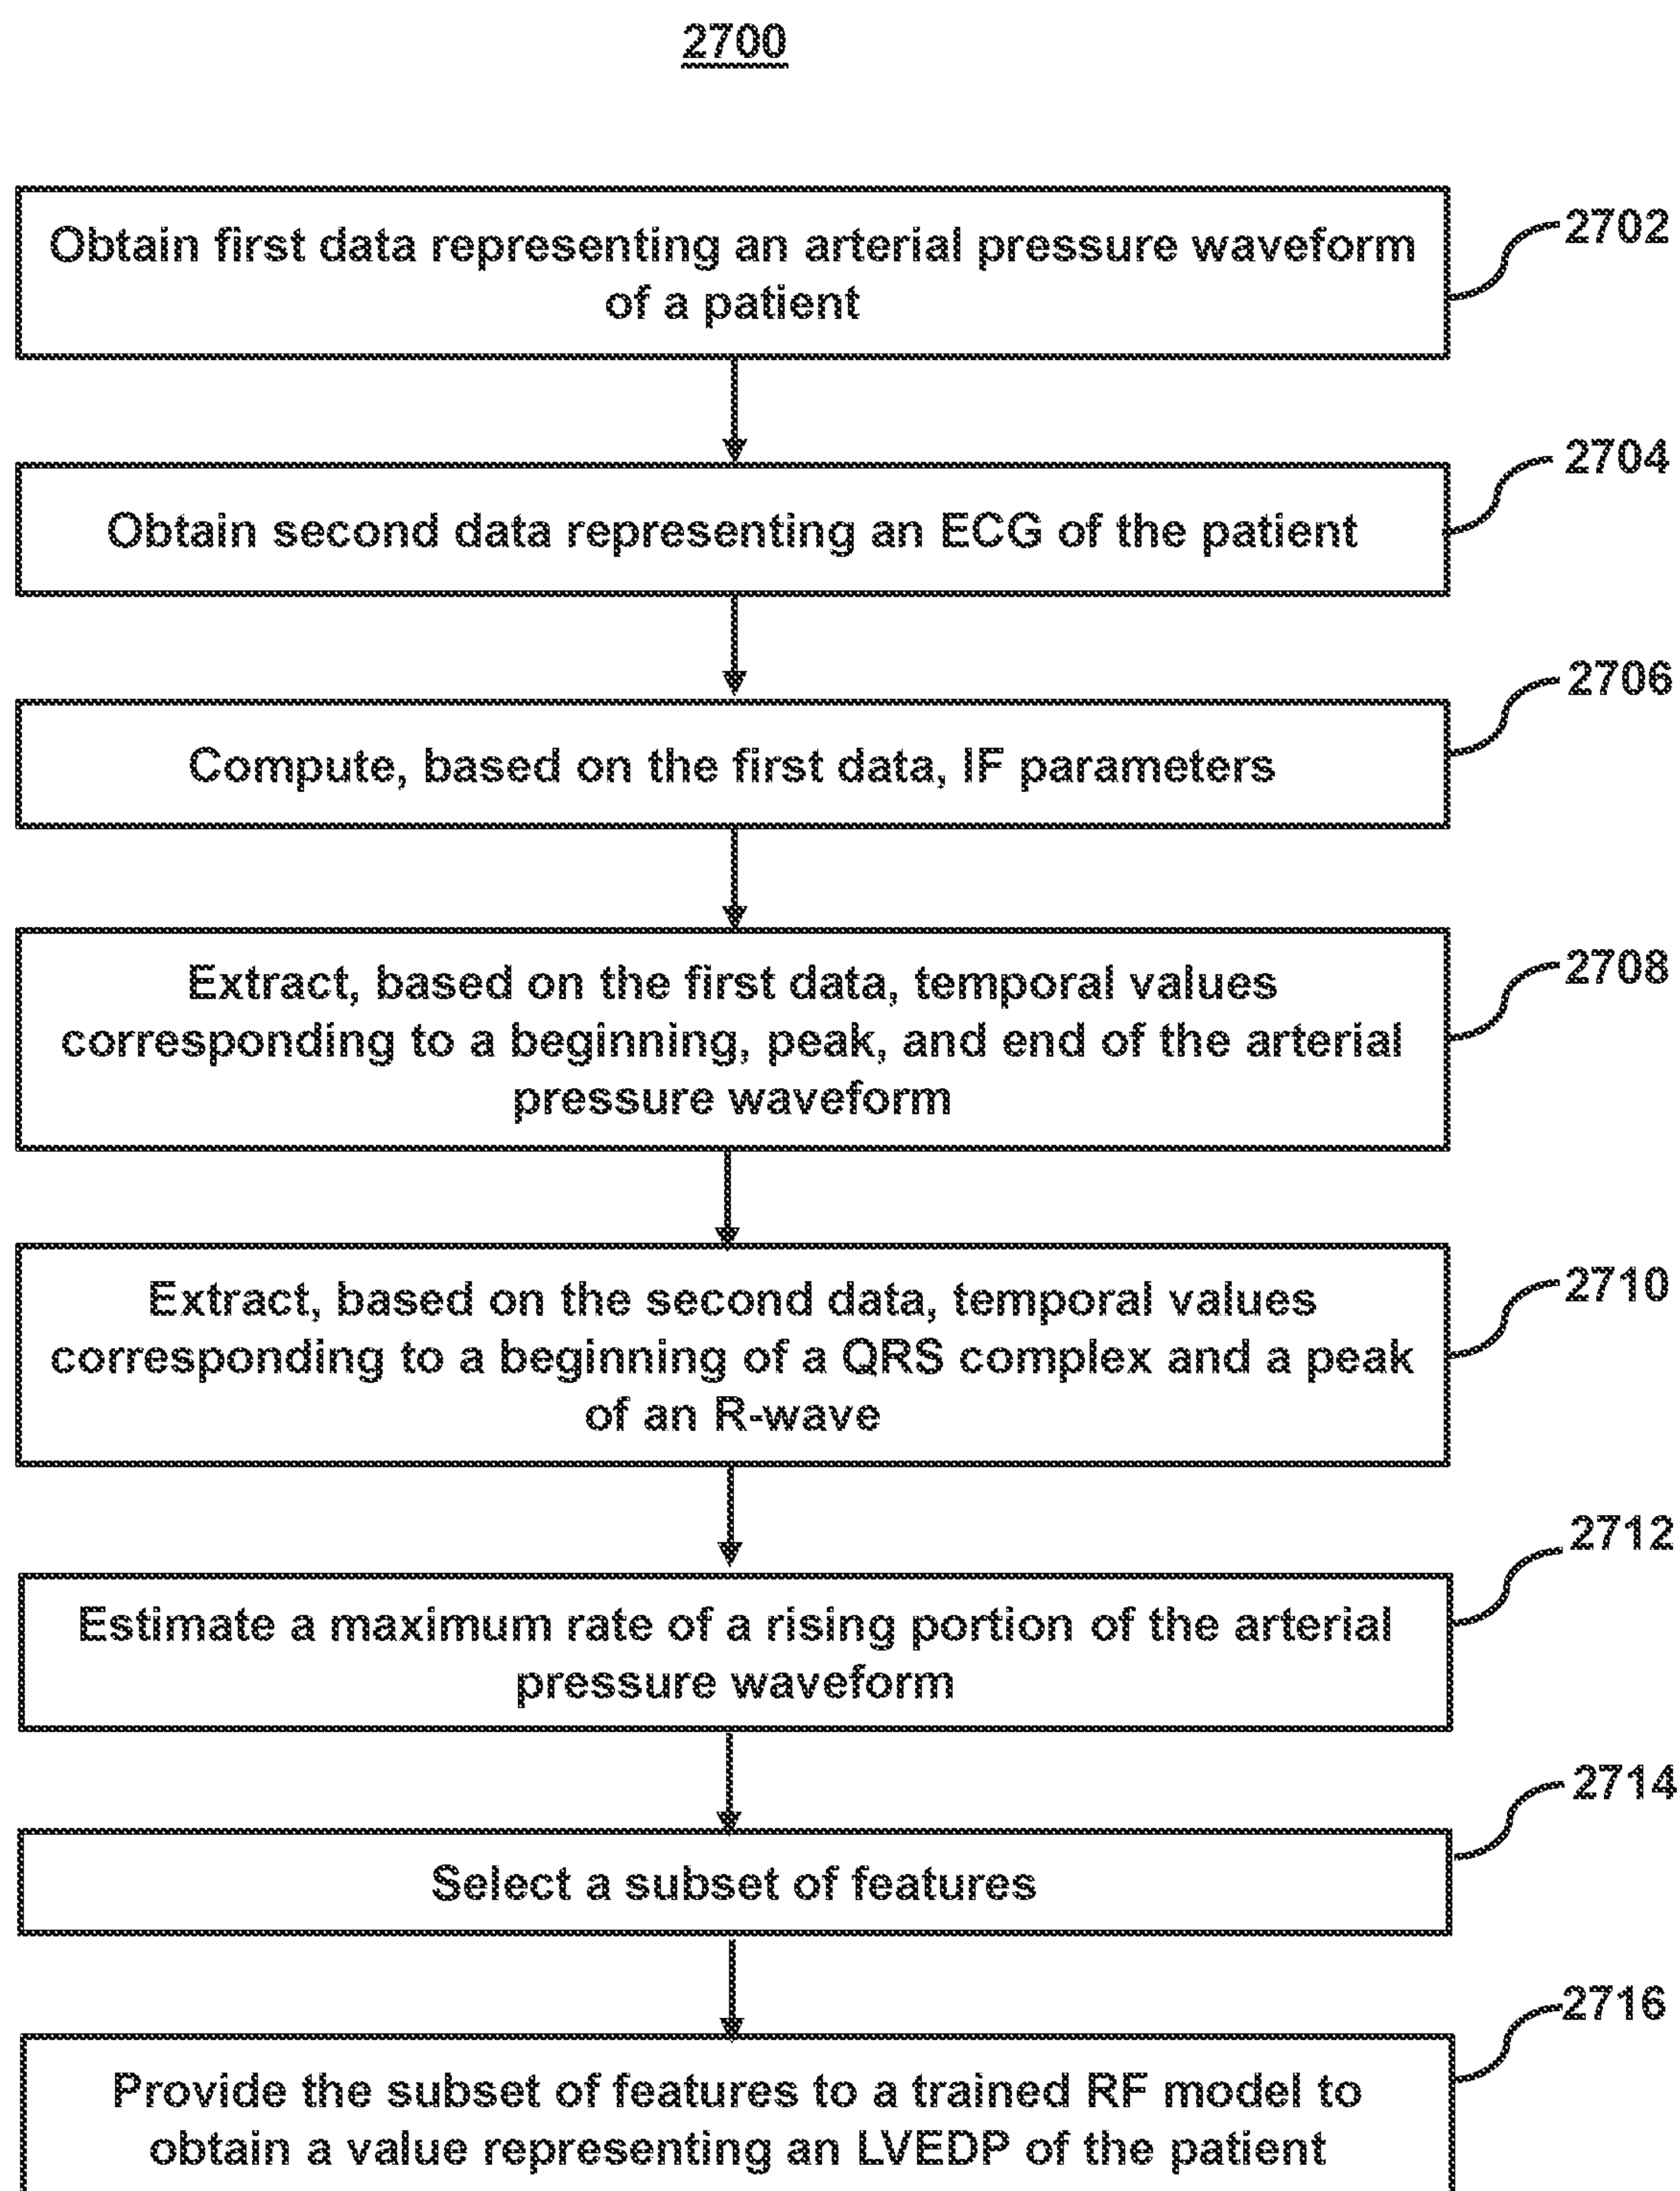 2700
Obtain first data representing an arterial pressure waveform
of a patient
2702
Obtain second data representing an ECG of the patient
2704
Compute, based on the first data, IF parameters
2706
Extract, based on the first data, temporal values
corresponding to a beginning, peak, and end of the arterial
pressure waveform
2708
Extract, based on the second data, temporal values
corresponding to a beginning of a QRS complex and a peak
of an R-wave
2710
Estimate a maximum rate of a rising portion of the arterial
pressure waveform
2712
Select a subset of features
2714
Provide the subset of features to a trained RF model to
obtain a value representing an LVEDP of the patient
2716